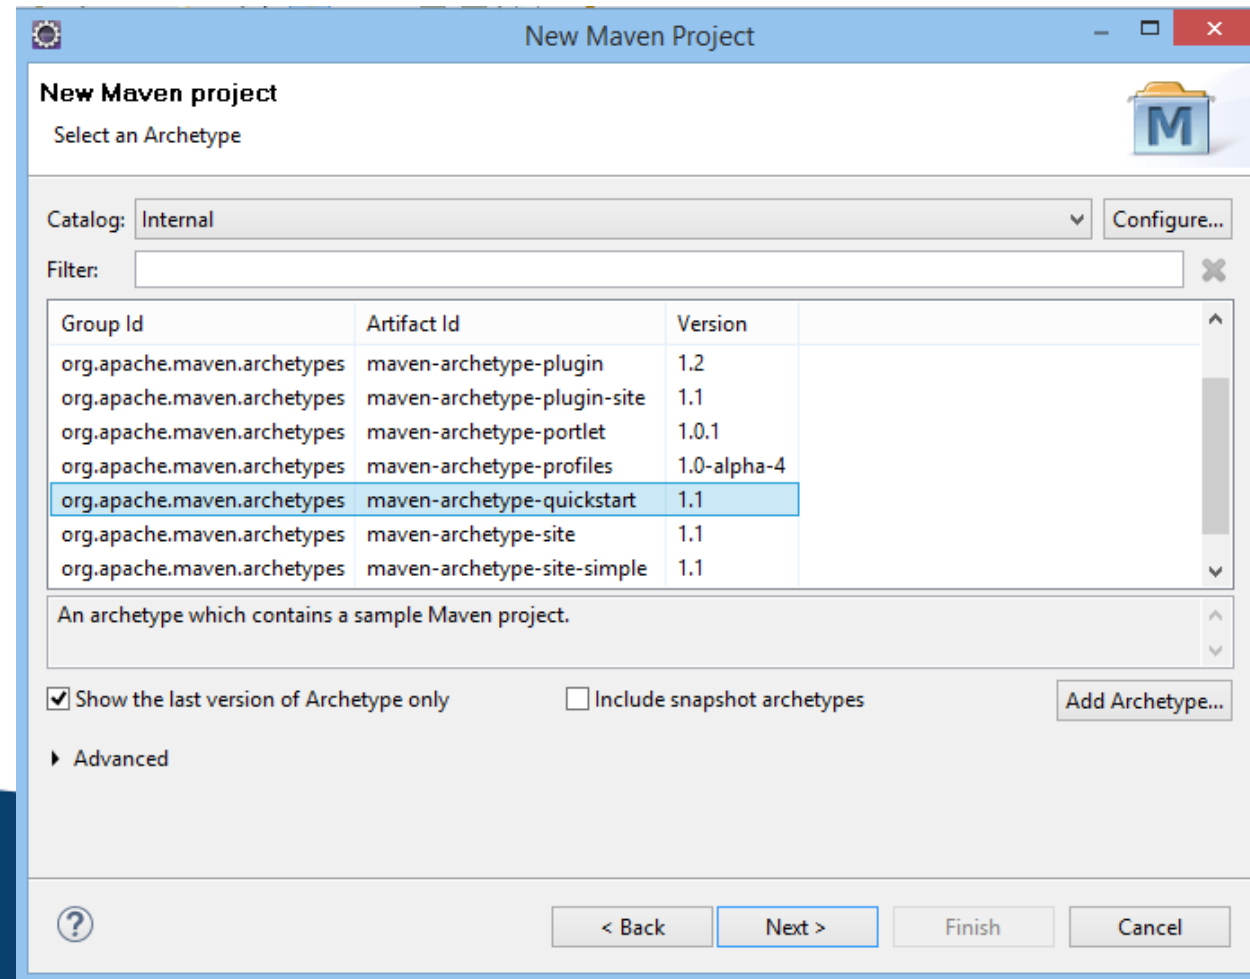 New Maven Project
New Maven project
Select an Archetype
M
Catalog: Internal Configure...
Filter:
Group Id Artifact Id Version
org.apache.maven.archetypes maven-archetype-plugin 1.2
org.apache.maven.archetypes maven-archetype-plugin-site 1.1
org.apache.maven.archetypes maven-archetype-portlet 1.0.1
org.apache.maven.archetypes maven-archetype-profiles 1.0-alpha-4
org.apache.maven.archetypes maven-archetype-quickstart 1.1
org.apache.maven.archetypes maven-archetype-site 1.1
org.apache.maven.archetypes maven-archetype-site-simple 1.1
An archetype which contains a sample Maven project.
Show the last version of Archetype only Include snapshot archetypes Add Archetype...
Advanced
? < Back Next > Finish Cancel